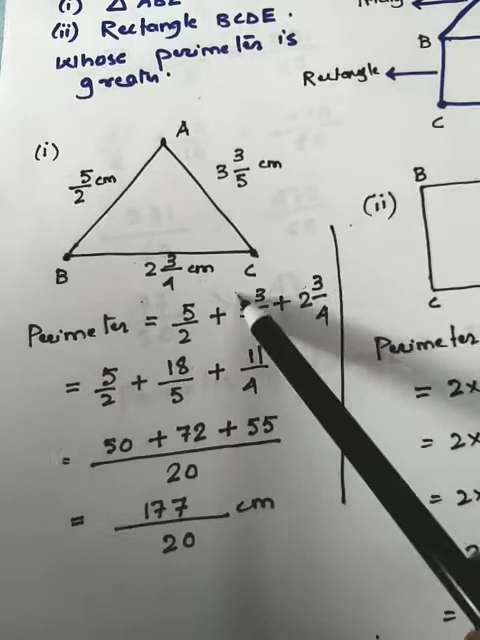 (i) △ ABE
(ii) Rectangle BCDE.
whose perimeter is
greater.
B
Rectangle
C
(i)
A
5/2 cm
3 3/5 cm
B
2 3/4 cm
C
Perimeter = 5/2 + 3/ + 2 3/4
= 5/2 + 18/5 + 11/4
= 50 + 72 + 55 / 20
= 177/20 cm
(ii)
B
C
Perimeter
= 2×
= 2×
= 2×
2
=